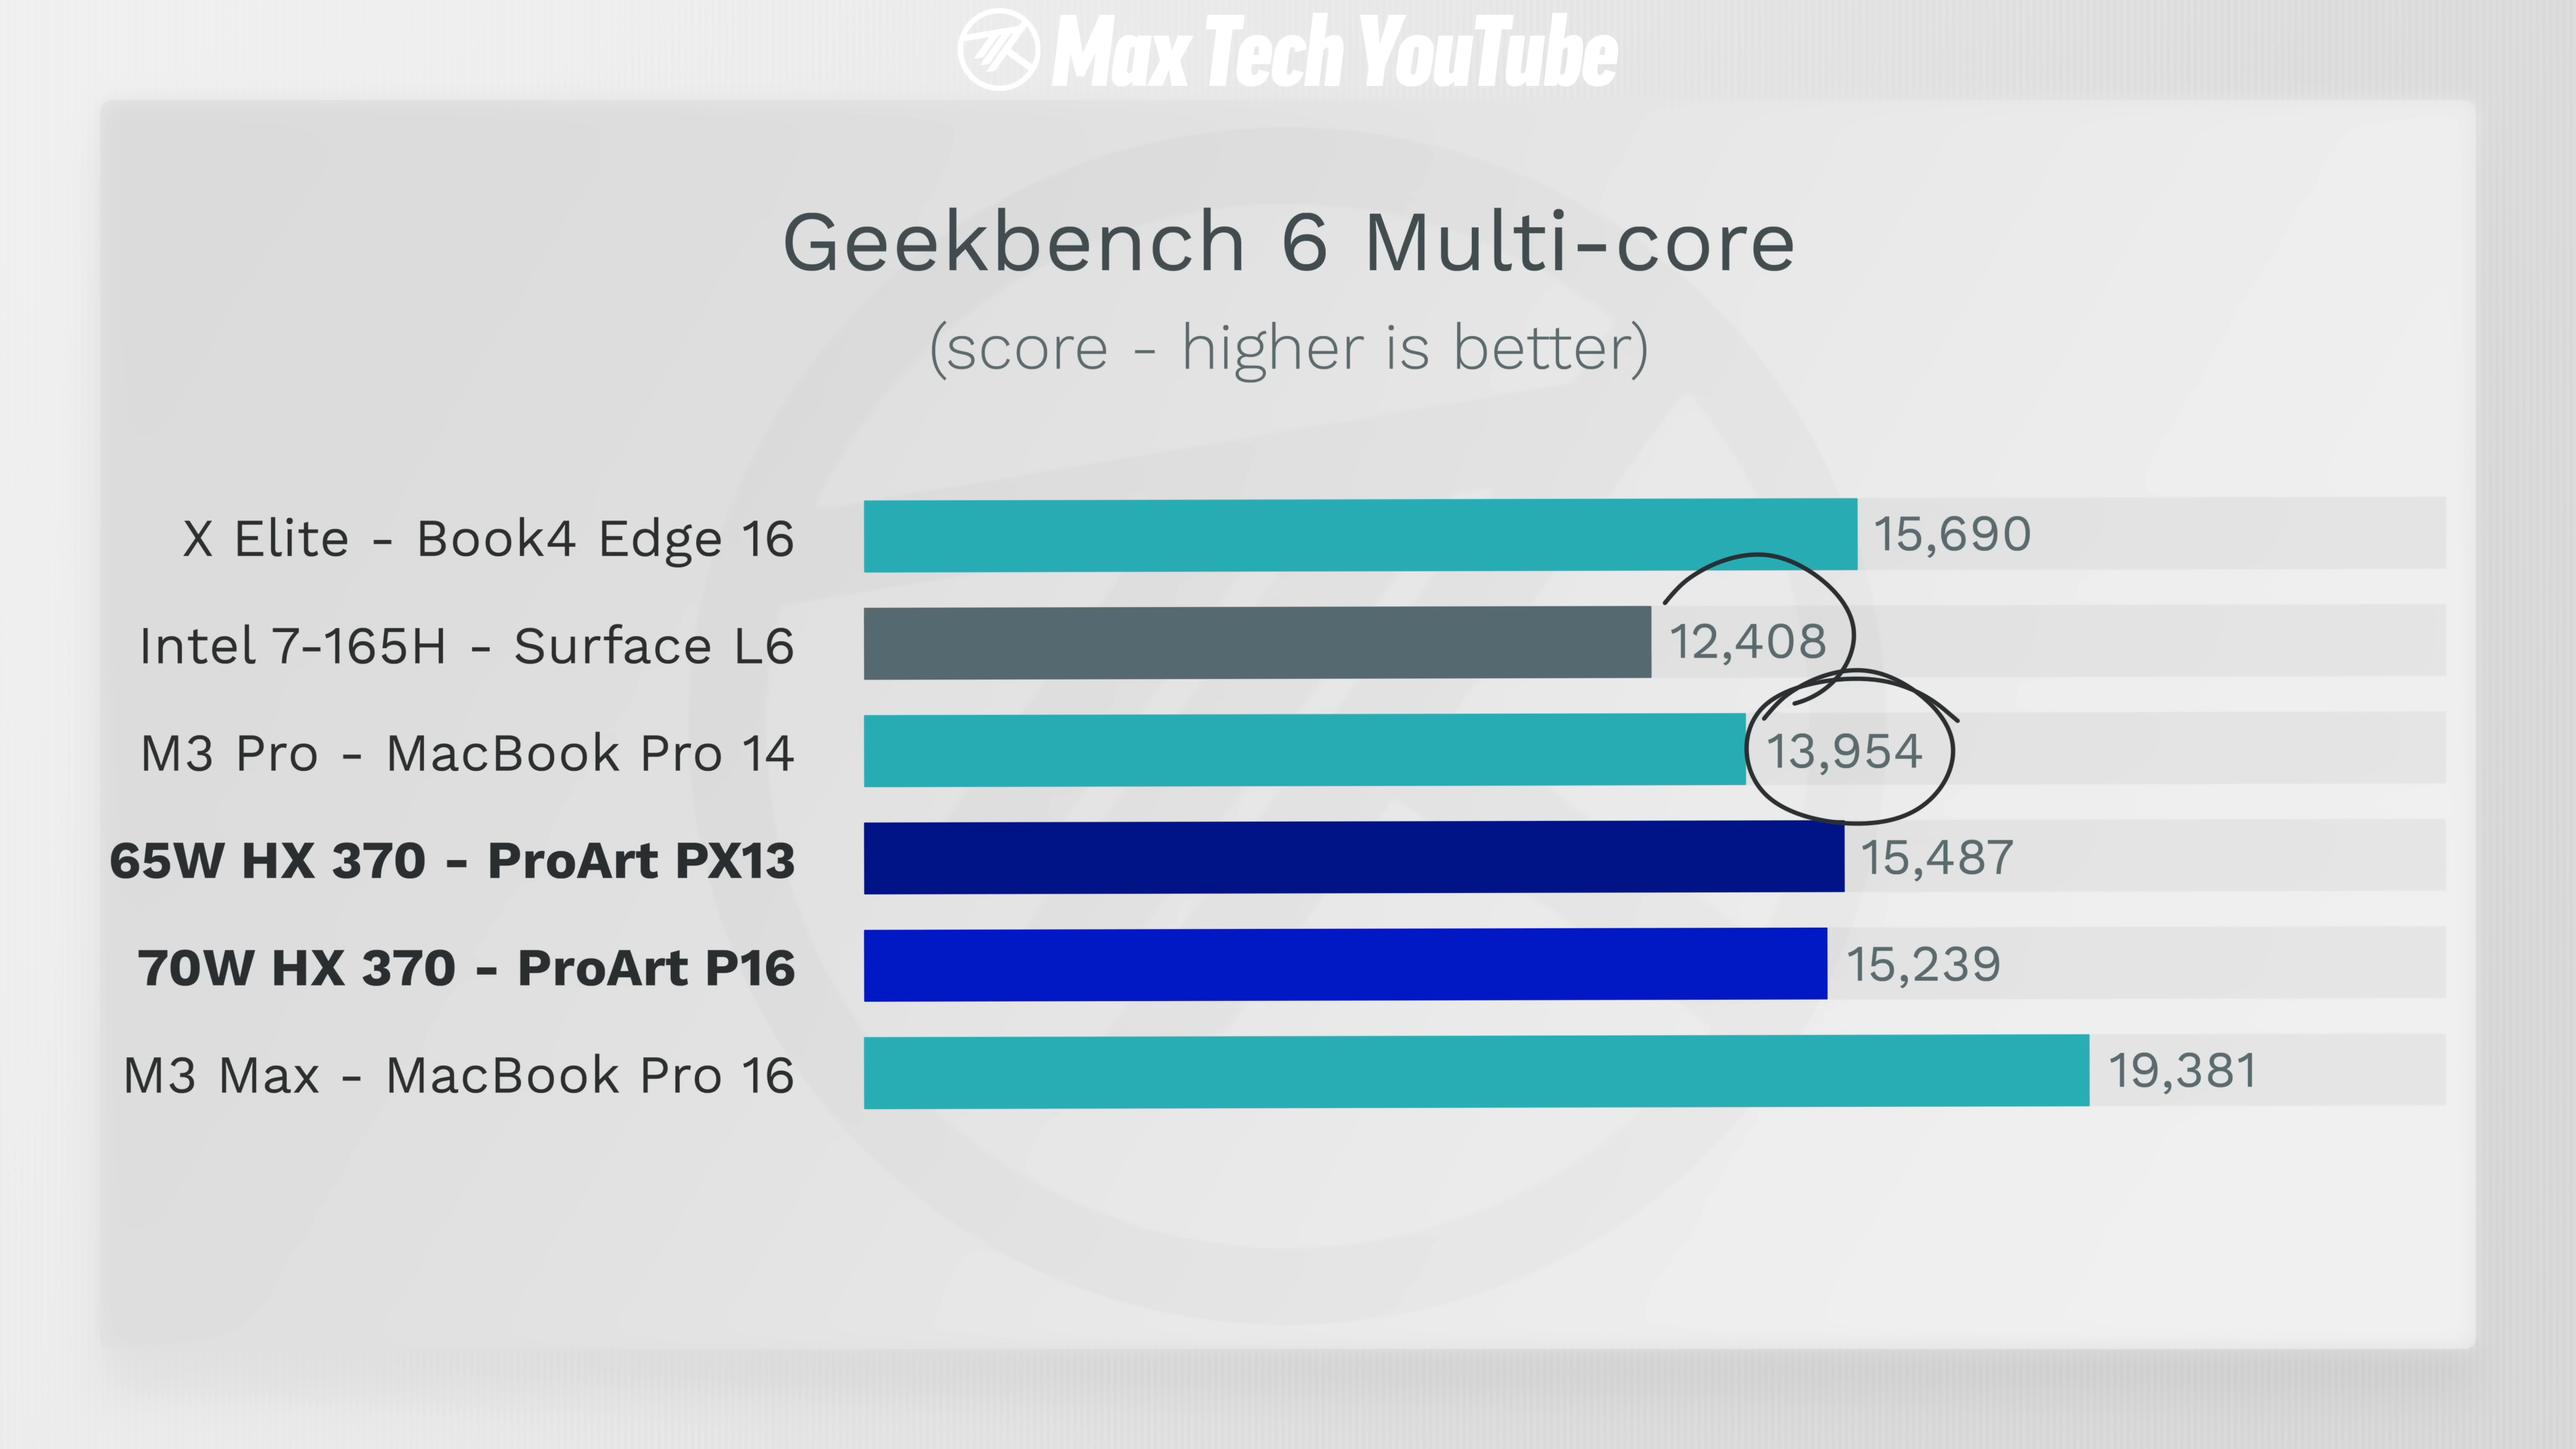 Max Tech YouTube
Geekbench 6 Multi-core
(score - higher is better)
X Elite - Book4 Edge 16 15,690
Intel 7-165H - Surface L6 12,408
M3 Pro - MacBook Pro 14 13,954
65W HX 370 - ProArt PX13 15,487
70W HX 370 - ProArt P16 15,239
M3 Max - MacBook Pro 16 19,381